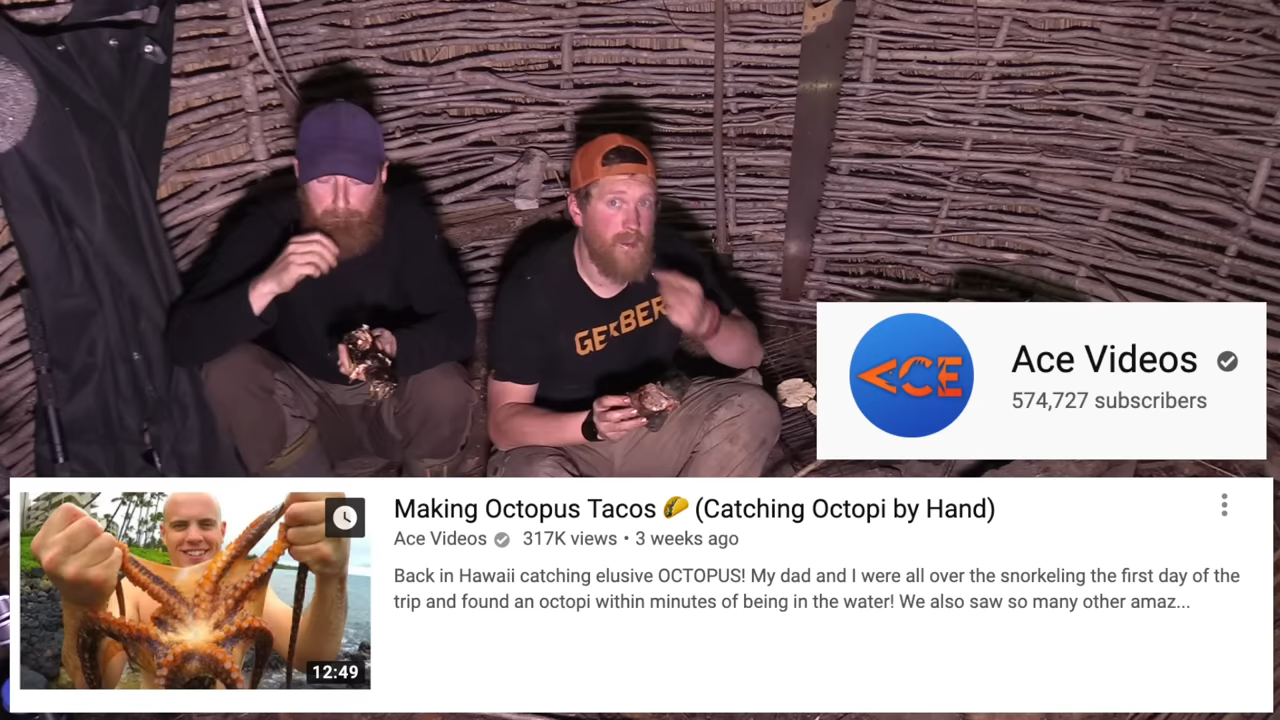 GERBER
ACE
Ace Videos
574,727 subscribers
Making Octopus Tacos 🌮 (Catching Octopi by Hand)
Ace Videos 317K views • 3 weeks ago
Back in Hawaii catching elusive OCTOPUS! My dad and I were all over the snorkeling the first day of the
trip and found an octopi within minutes of being in the water! We also saw so many other amaz...
12:49